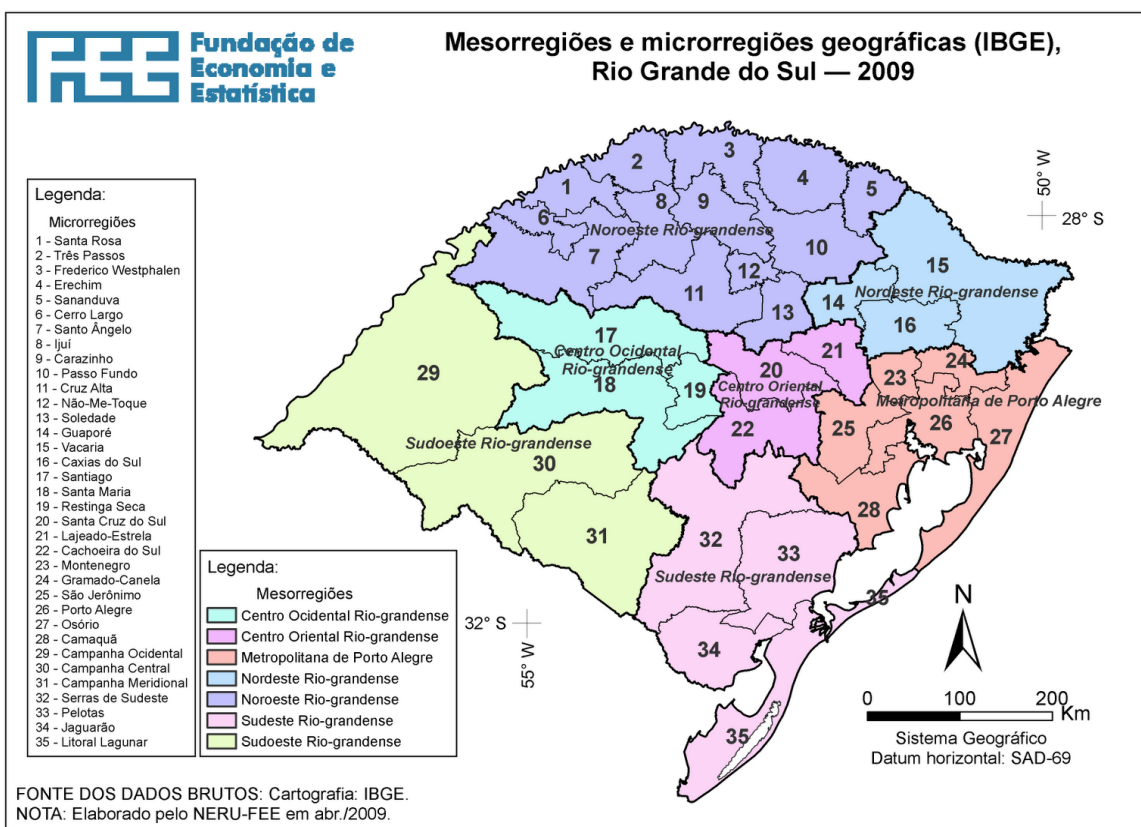 FEE
Fundação de
Economia e
Estatística
Mesorregiões e microrregiões geográficas (IBGE),
Rio Grande do Sul — 2009
Legenda:
Microrregiões
1 - Santa Rosa
2 - Três Passos
3 - Frederico Westphalen
4 - Erechim
5 - Sananduva
6 - Cerro Largo
7 - Santo Ângelo
8 - Ijuí
9 - Carazinho
10 - Passo Fundo
11 - Cruz Alta
12 - Não-Me-Toque
13 - Soledade
14 - Guaporé
15 - Vacaria
16 - Caxias do Sul
17 - Santiago
18 - Santa Maria
19 - Restinga Seca
20 - Santa Cruz do Sul
21 - Lajeado-Estrela
22 - Cachoeira do Sul
23 - Montenegro
24 - Gramado-Canela
25 - São Jerônimo
26 - Porto Alegre
27 - Osório
28 - Camaquã
29 - Campanha Ocidental
30 - Campanha Central
31 - Campanha Meridional
32 - Serras de Sudeste
33 - Pelotas
34 - Jaguarão
35 - Litoral Lagunar
Legenda:
Mesorregiões
Centro Ocidental Rio-grandense
Centro Oriental Rio-grandense
Metropolitana de Porto Alegre
Nordeste Rio-grandense
Noroeste Rio-grandense
Sudeste Rio-grandense
Sudoeste Rio-grandense
1
2
3
4
5
6
7
8
9
Noroeste Rio-grandense
10
11
12
13
14
15
Nordeste Rio-grandense
16
17
Centro Ocidental
Rio-grandense
18
19
20
21
Centro Oriental
Rio-grandense
22
23
24
Metropolitana de Porto Alegre
25
26
27
28
29
Sudoeste Rio-grandense
30
31
32
33
Sudeste Rio-grandense
34
35
35
50° W
28° S
32° S
55° W
N
0 100 200
Km
Sistema Geográfico
Datum horizontal: SAD-69
FONTE DOS DADOS BRUTOS: Cartografia: IBGE.
NOTA: Elaborado pelo NERU-FEE em abr./2009.